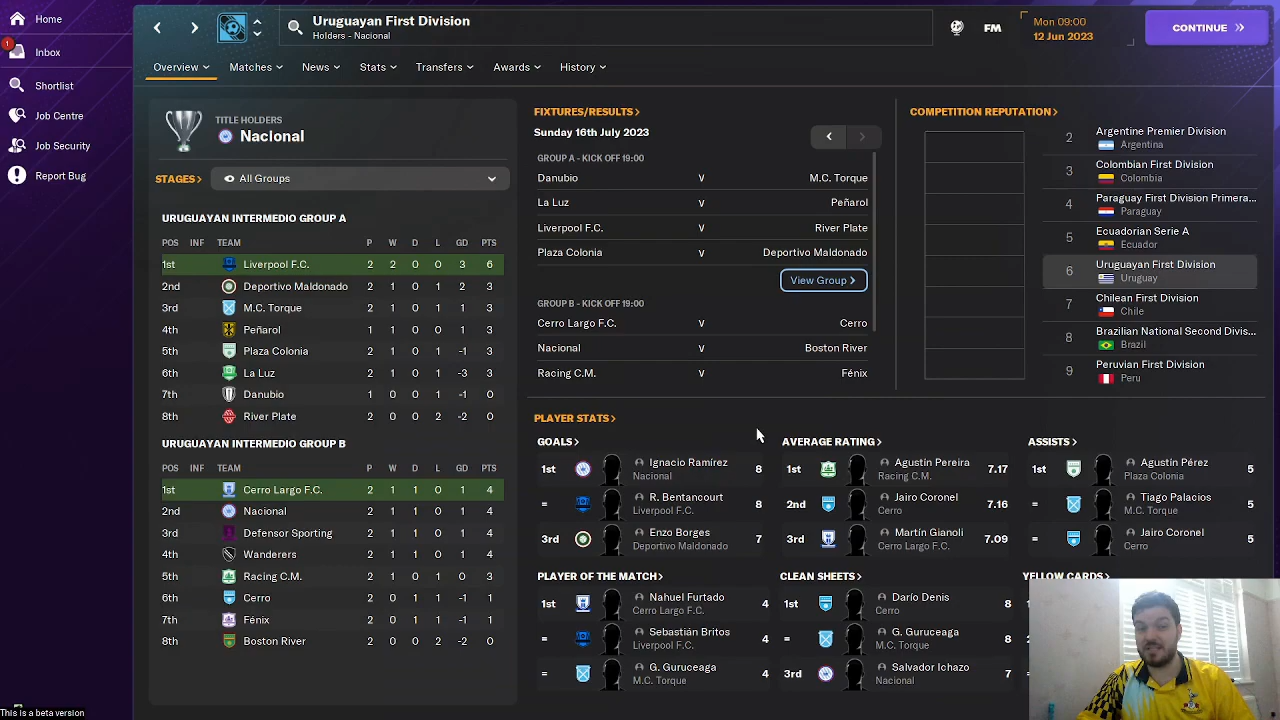 Home
1
Inbox
Shortlist
Job Centre
Job Security
Report Bug
This is a beta version
Uruguayan First Division
Holders - Nacional
FM
Mon 09:00
12 Jun 2023
CONTINUE
Overview
Matches
News
Stats
Transfers
Awards
History
TITLE HOLDERS
Nacional
STAGES>
All Groups
URUGUAYAN INTERMEDIO GROUP A
POS INF TEAM P W D L GD PTS
1st Liverpool F.C. 2 2 0 0 3 6
2nd Deportivo Maldonado 2 1 0 1 2 3
3rd M.C. Torque 2 1 0 1 1 3
4th Peñarol 1 1 0 0 1 3
5th Plaza Colonia 2 1 0 1 -1 3
6th La Luz 2 1 0 1 -3 3
7th Danubio 1 0 0 1 -1 0
8th River Plate 2 0 0 2 -2 0
URUGUAYAN INTERMEDIO GROUP B
POS INF TEAM P W D L GD PTS
1st Cerro Largo F.C. 2 1 1 0 1 4
2nd Nacional 2 1 1 0 1 4
3rd Defensor Sporting 2 1 1 0 1 4
4th Wanderers 2 1 1 0 1 4
5th Racing C.M. 2 1 0 1 0 3
6th Cerro 2 0 1 1 -1 1
7th Fénix 2 0 1 1 -1 1
8th Boston River 2 0 0 2 -2 0
FIXTURES/RESULTS>
Sunday 16th July 2023
GROUP A - KICK OFF 19:00
Danubio V M.C. Torque
La Luz V Peñarol
Liverpool F.C. V River Plate
Plaza Colonia V Deportivo Maldonado
View Group >
GROUP B - KICK OFF 19:00
Cerro Largo F.C. V Cerro
Nacional V Boston River
Racing C.M. V Fénix
COMPETITION REPUTATION>
2 Argentine Premier Division
Argentina
3 Colombian First Division
Colombia
4 Paraguay First Division Primera...
Paraguay
5 Ecuadorian Serie A
Ecuador
6 Uruguayan First Division
Uruguay
7 Chilean First Division
Chile
8 Brazilian National Second Divis...
Brazil
9 Peruvian First Division
Peru
PLAYER STATS>
GOALS>
1st Ignacio Ramírez 8
Nacional
= R. Bentancourt 8
Liverpool F.C.
3rd Enzo Borges 7
Deportivo Maldonado
AVERAGE RATING>
1st Agustín Pereira 7.17
Racing C.M.
2nd Jairo Coronel 7.16
Cerro
3rd Martín Gianoli 7.09
Cerro Largo F.C.
ASSISTS>
1st Agustín Pérez 5
Plaza Colonia
= Tiago Palacios 5
M.C. Torque
= Jairo Coronel 5
Cerro
PLAYER OF THE MATCH>
1st Nahuel Furtado 4
Cerro Largo F.C.
= Sebastián Britos 4
Liverpool F.C.
= G. Guruceaga 4
M.C. Torque
CLEAN SHEETS>
1st Darío Denis 8
Cerro
= G. Guruceaga 8
M.C. Torque
3rd Salvador Ichazo 7
Nacional
YELLOW CARDS>